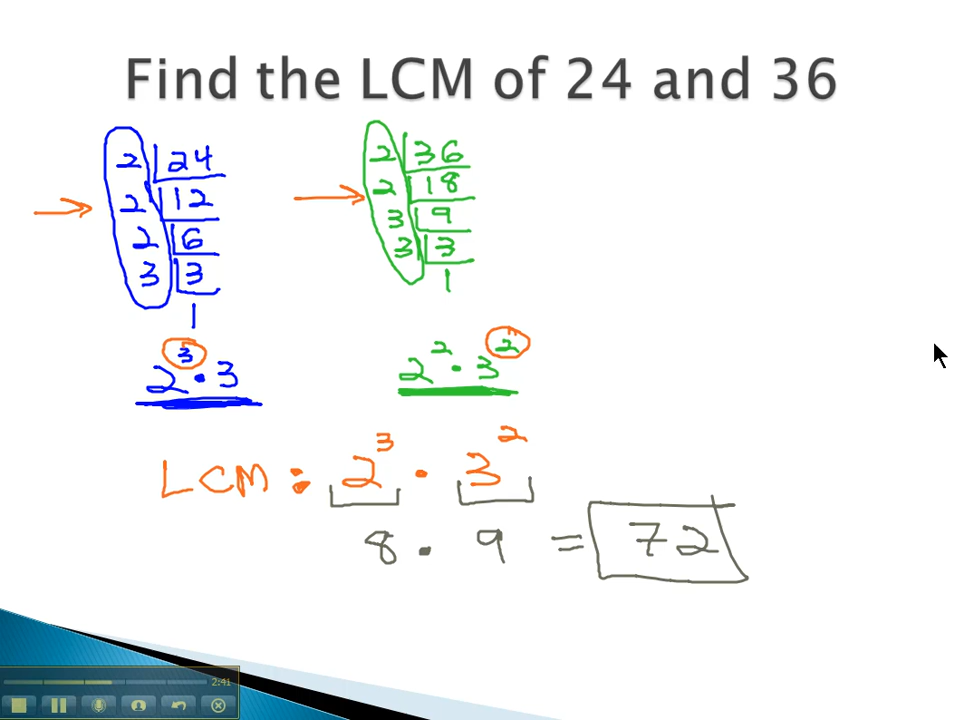 Find the LCM of 24 and 36
2 24 2 36
2 12 2 18
2 6 3 9
3 3 3 3
1 1
2³ · 3 2² · 3²
LCM : 2³ · 3²
8 · 9 = 72
2:41